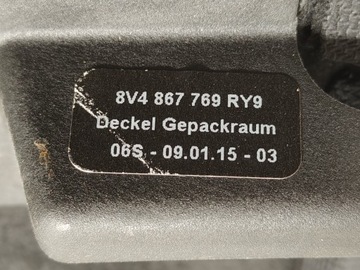 8V4 867 769 RY9
Deckel Gepackraum
06S - 09.01.15 - 03